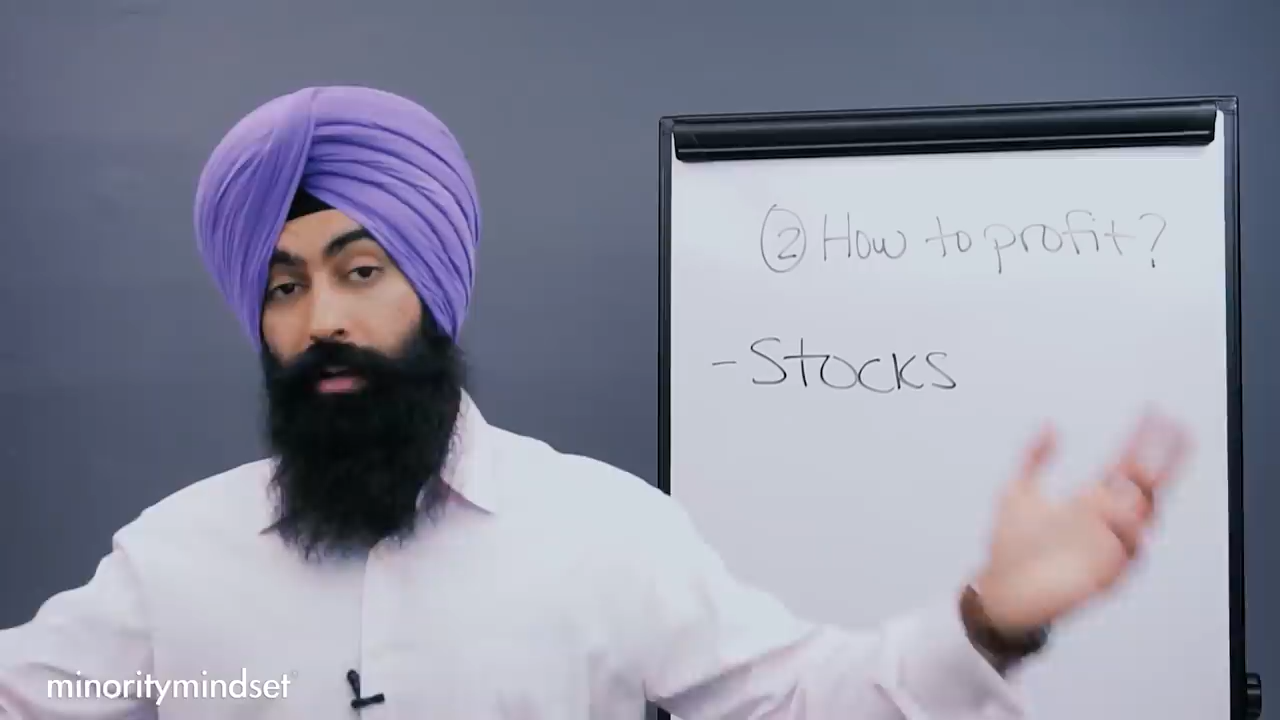 ② How to profit?
- Stocks
minoritymindset